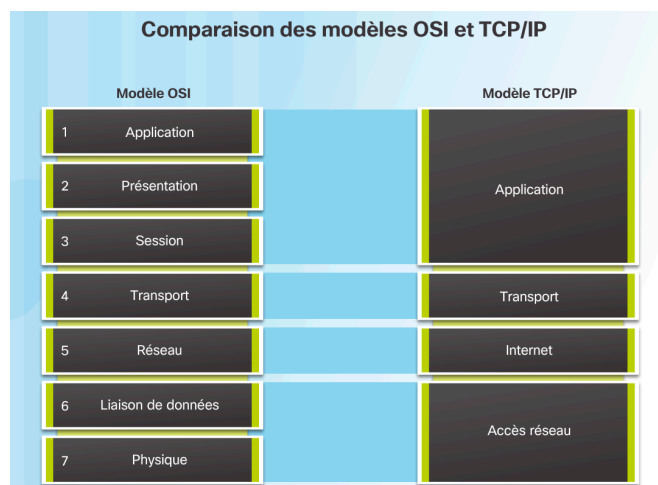 Comparaison des modèles OSI et TCP/IP
Modèle OSI
Modèle TCP/IP
1 Application
2 Présentation
3 Session
4 Transport
5 Réseau
6 Liaison de données
7 Physique
Application
Transport
Internet
Accès réseau